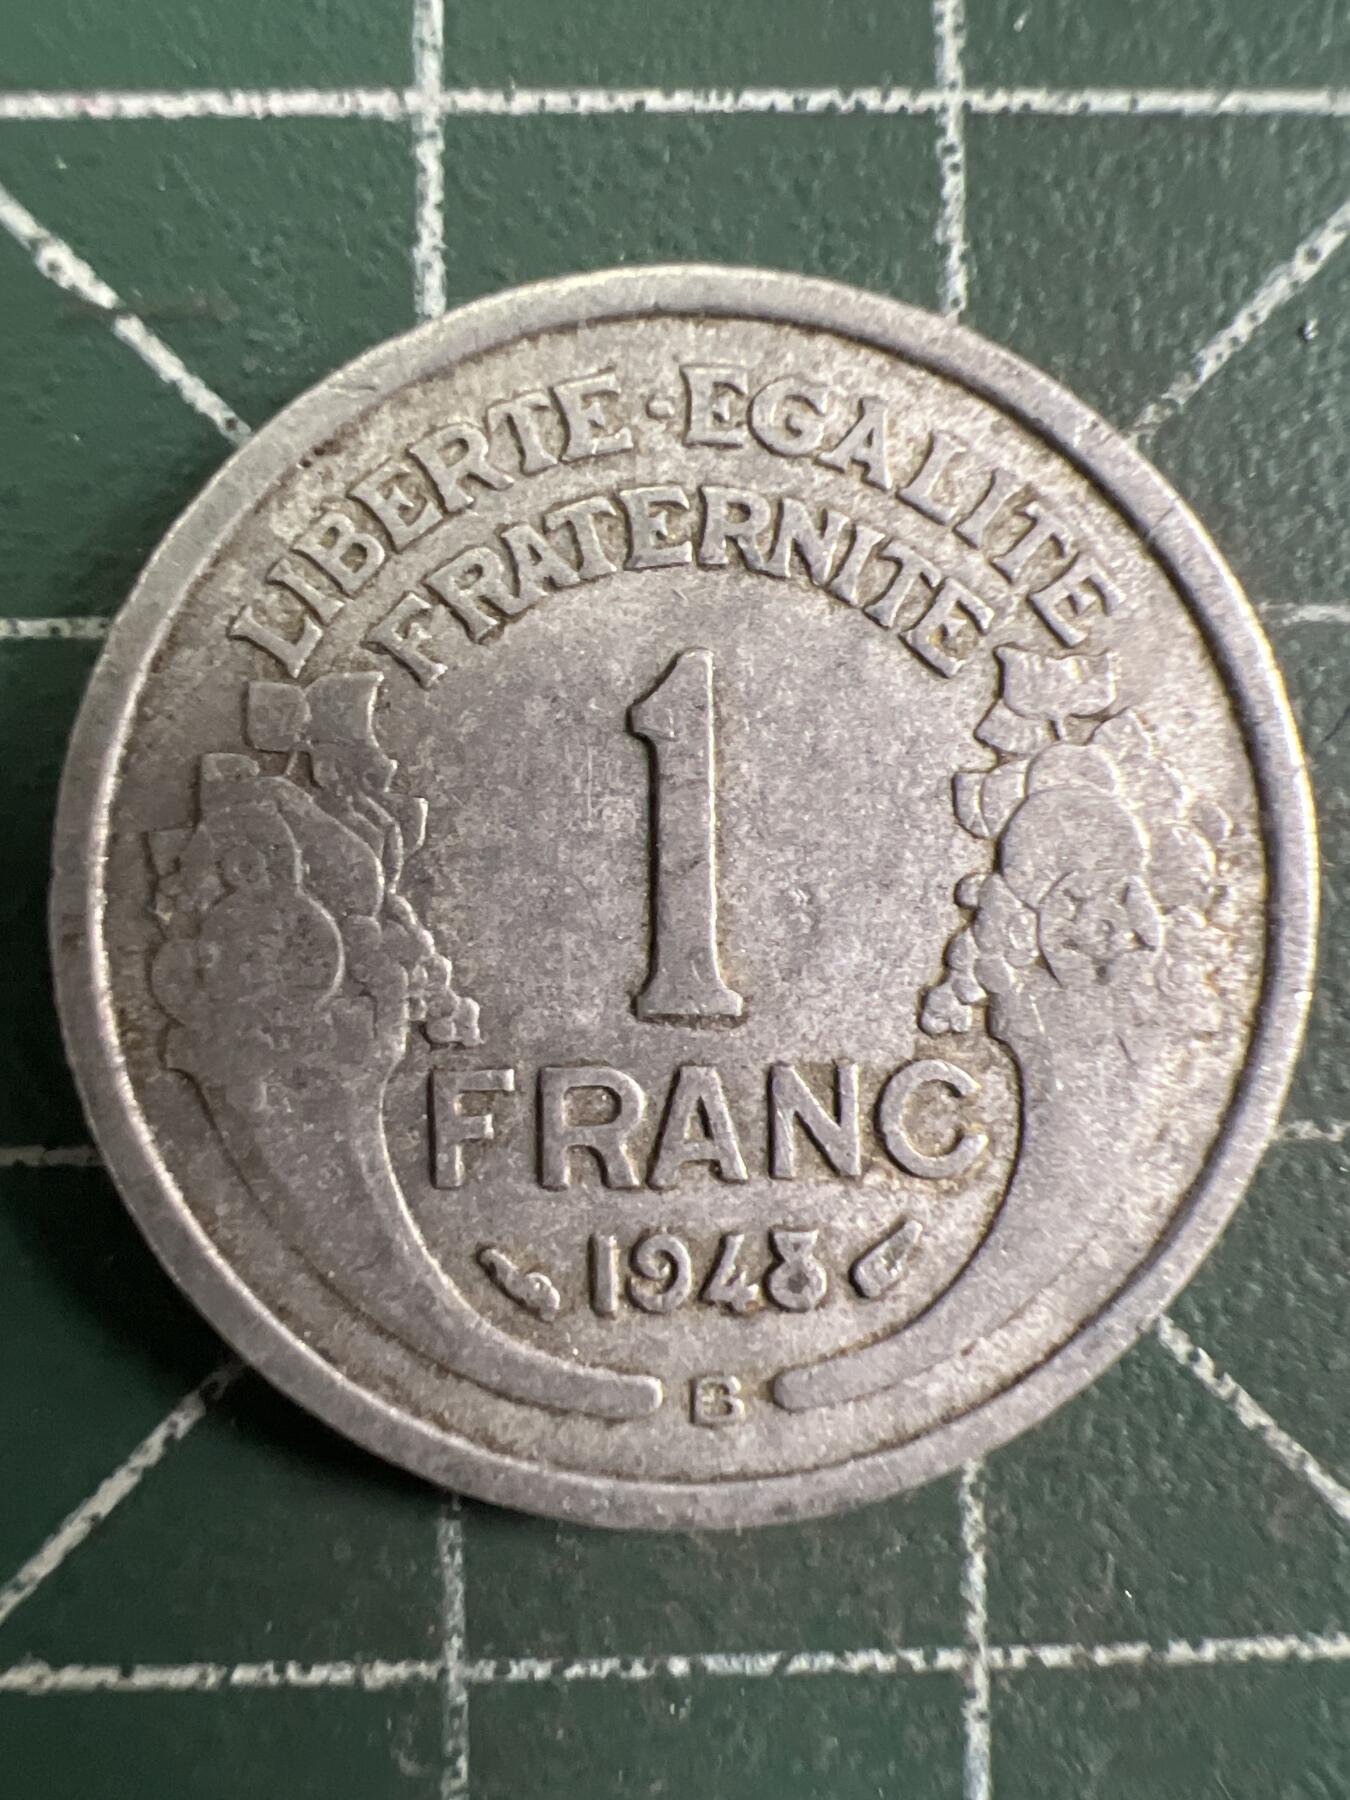 LIBERTE·EGALITE
FRATERNITE
1
FRANC
1948
B